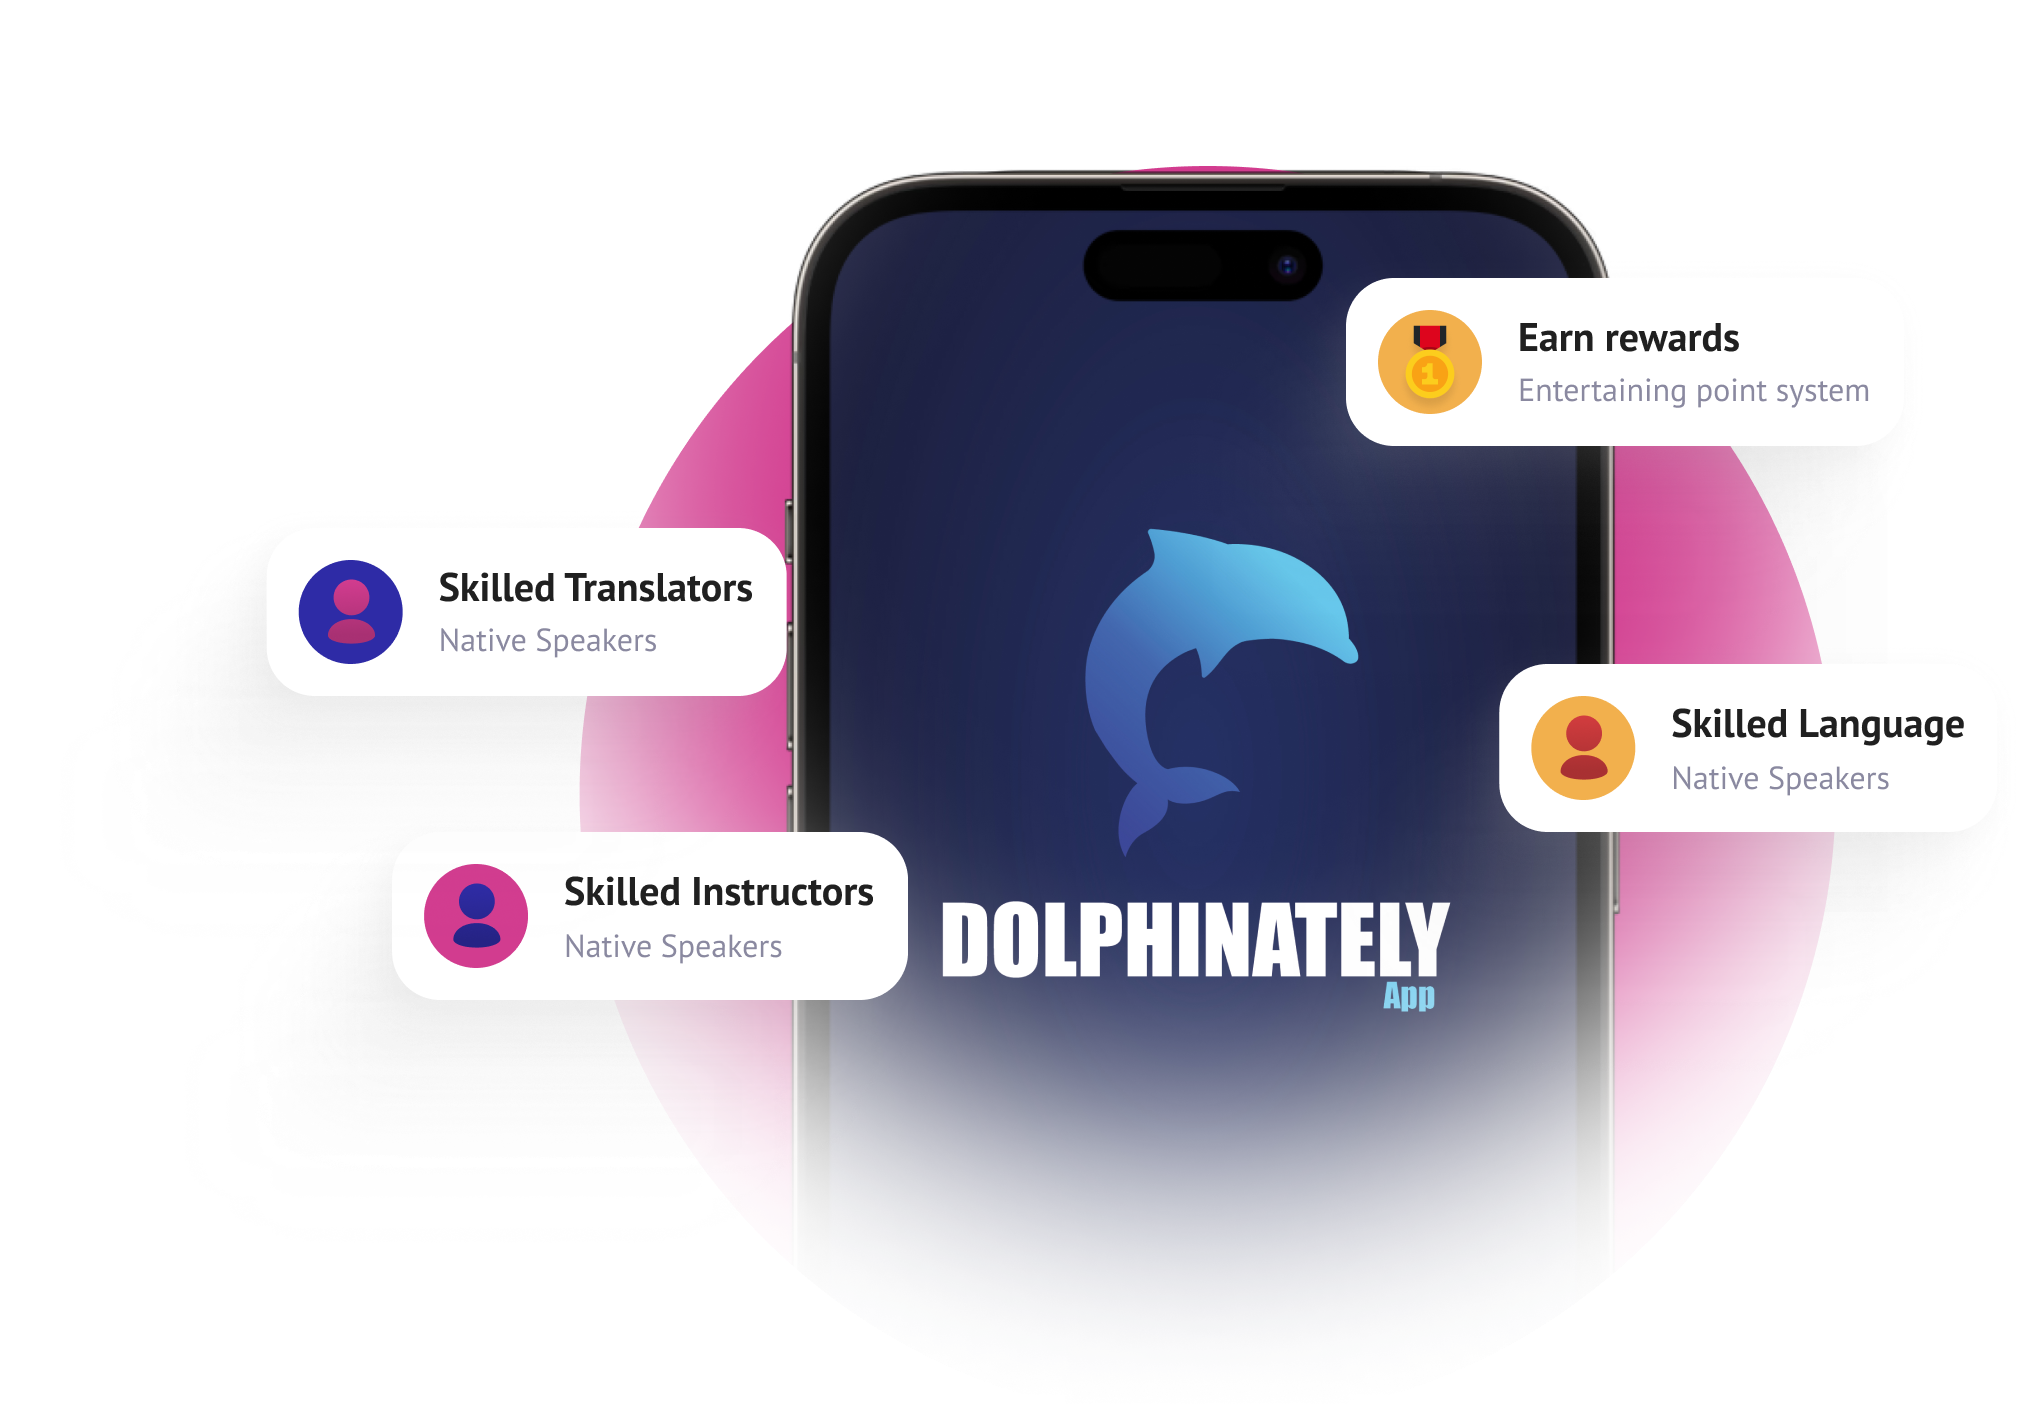 Earn rewards
Entertaining point system
Skilled Translators
Native Speakers
Skilled Language
Native Speakers
Skilled Instructors
Native Speakers
DOLPHINATELY
App
1